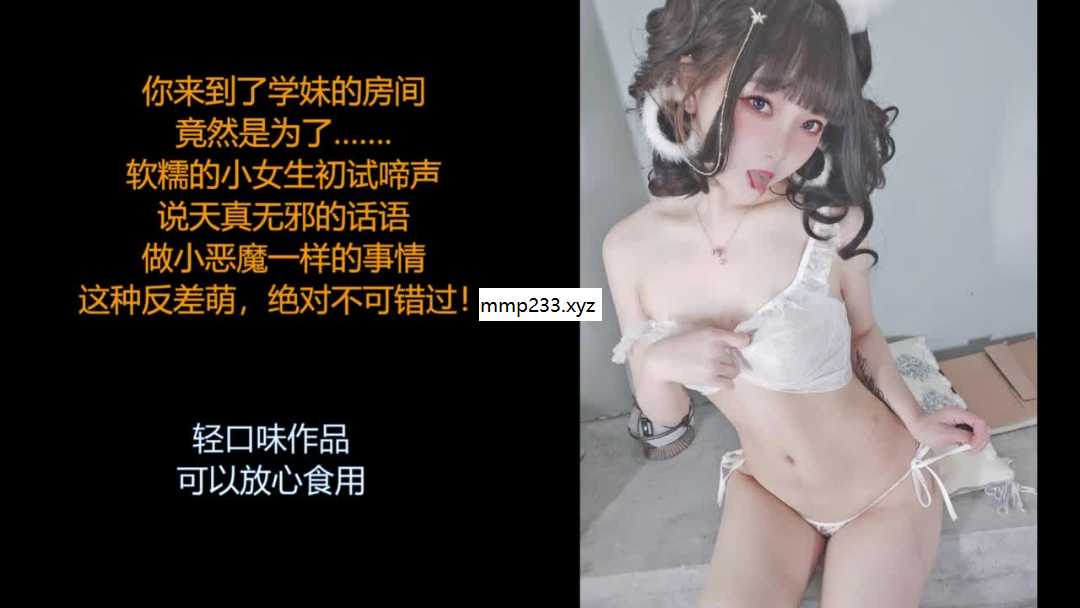 你来到了学妹的房间
竟然是为了.......
软糯的小女生初试啼声
说天真无邪的话语
做小恶魔一样的事情
这种反差萌，绝对不可错过！
mmp233.xyz
轻口味作品
可以放心食用